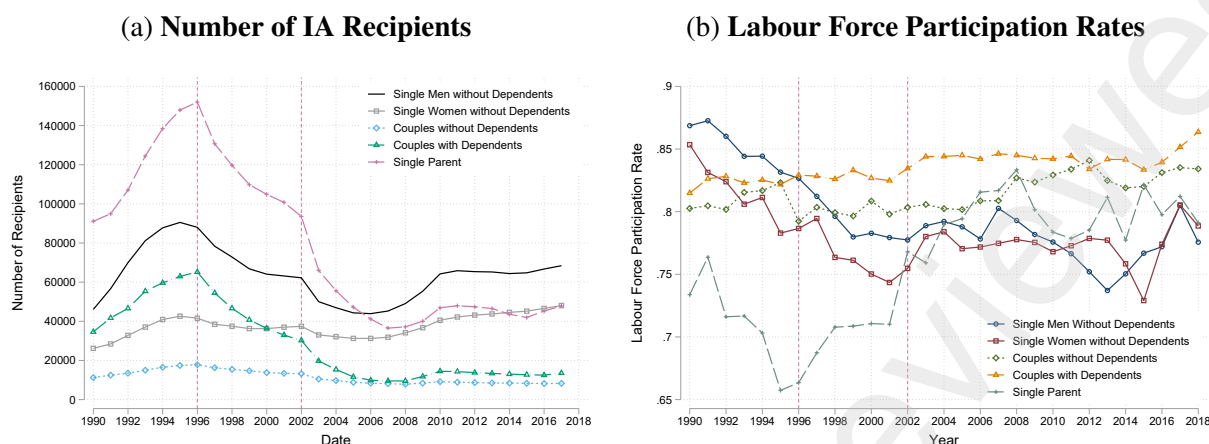 (a) Number of IA Recipients
160000
140000
120000
100000
80000
60000
40000
20000
0
Number of Recipients
Single Men without Dependents
Single Women without Dependents
Couples without Dependents
Couples with Dependents
Single Parent
1990 1992 1994 1996 1998 2000 2002 2004 2006 2008 2010 2012 2014 2016 2018
Date
(b) Labour Force Participation Rates
.9
.85
.8
.75
.7
.65
Labour Force Participation Rate
Single Men Without Dependents
Single Women without Dependents
Couples without Dependents
Couples with Dependents
Single Parent
1990 1992 1994 1996 1998 2000 2002 2004 2006 2008 2010 2012 2014 2016 2018
Year